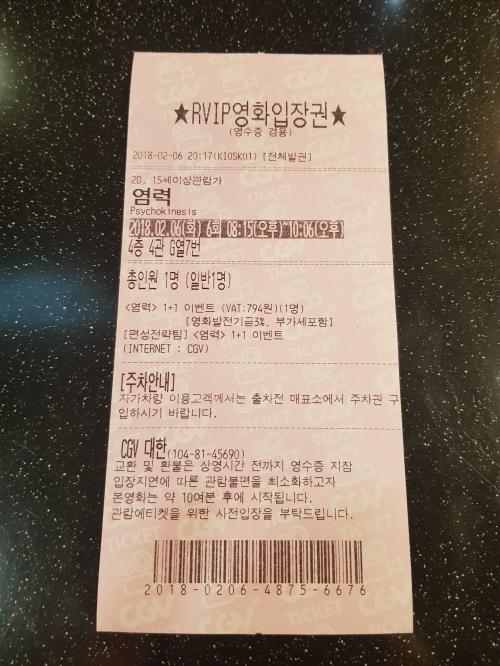 ★RVIP영화입장권★
(영수증 겸용)
2018-02-06 20:17(KIOSK01) [전체발권]
2D, 15세이상관람가
염력
Psychokinesis
2018.02.06(화) 6회 08:15(오후)~10:06(오후)
4층 4관 G열7번
총인원 1명 (일반1명)
<염력> 1+1 이벤트 (VAT:794원)(1명)
[영화발전기금3%, 부가세포함]
[편성전략팀] <염력> 1+1 이벤트
(INTERNET : CGV)
[주차안내]
자가차량 이용고객께서는 출차전 매표소에서 주차권 구
입하시기 바랍니다.
CGV 대한(104-81-45690)
교환 및 환불은 상영시간 전까지 영수증 지참
입장지연에 따른 관람불편을 최소화하고자
본영화는 약 10여분 후에 시작됩니다.
관람에티켓을 위한 사전입장을 부탁드립니다.
2018-0206-4875-6676